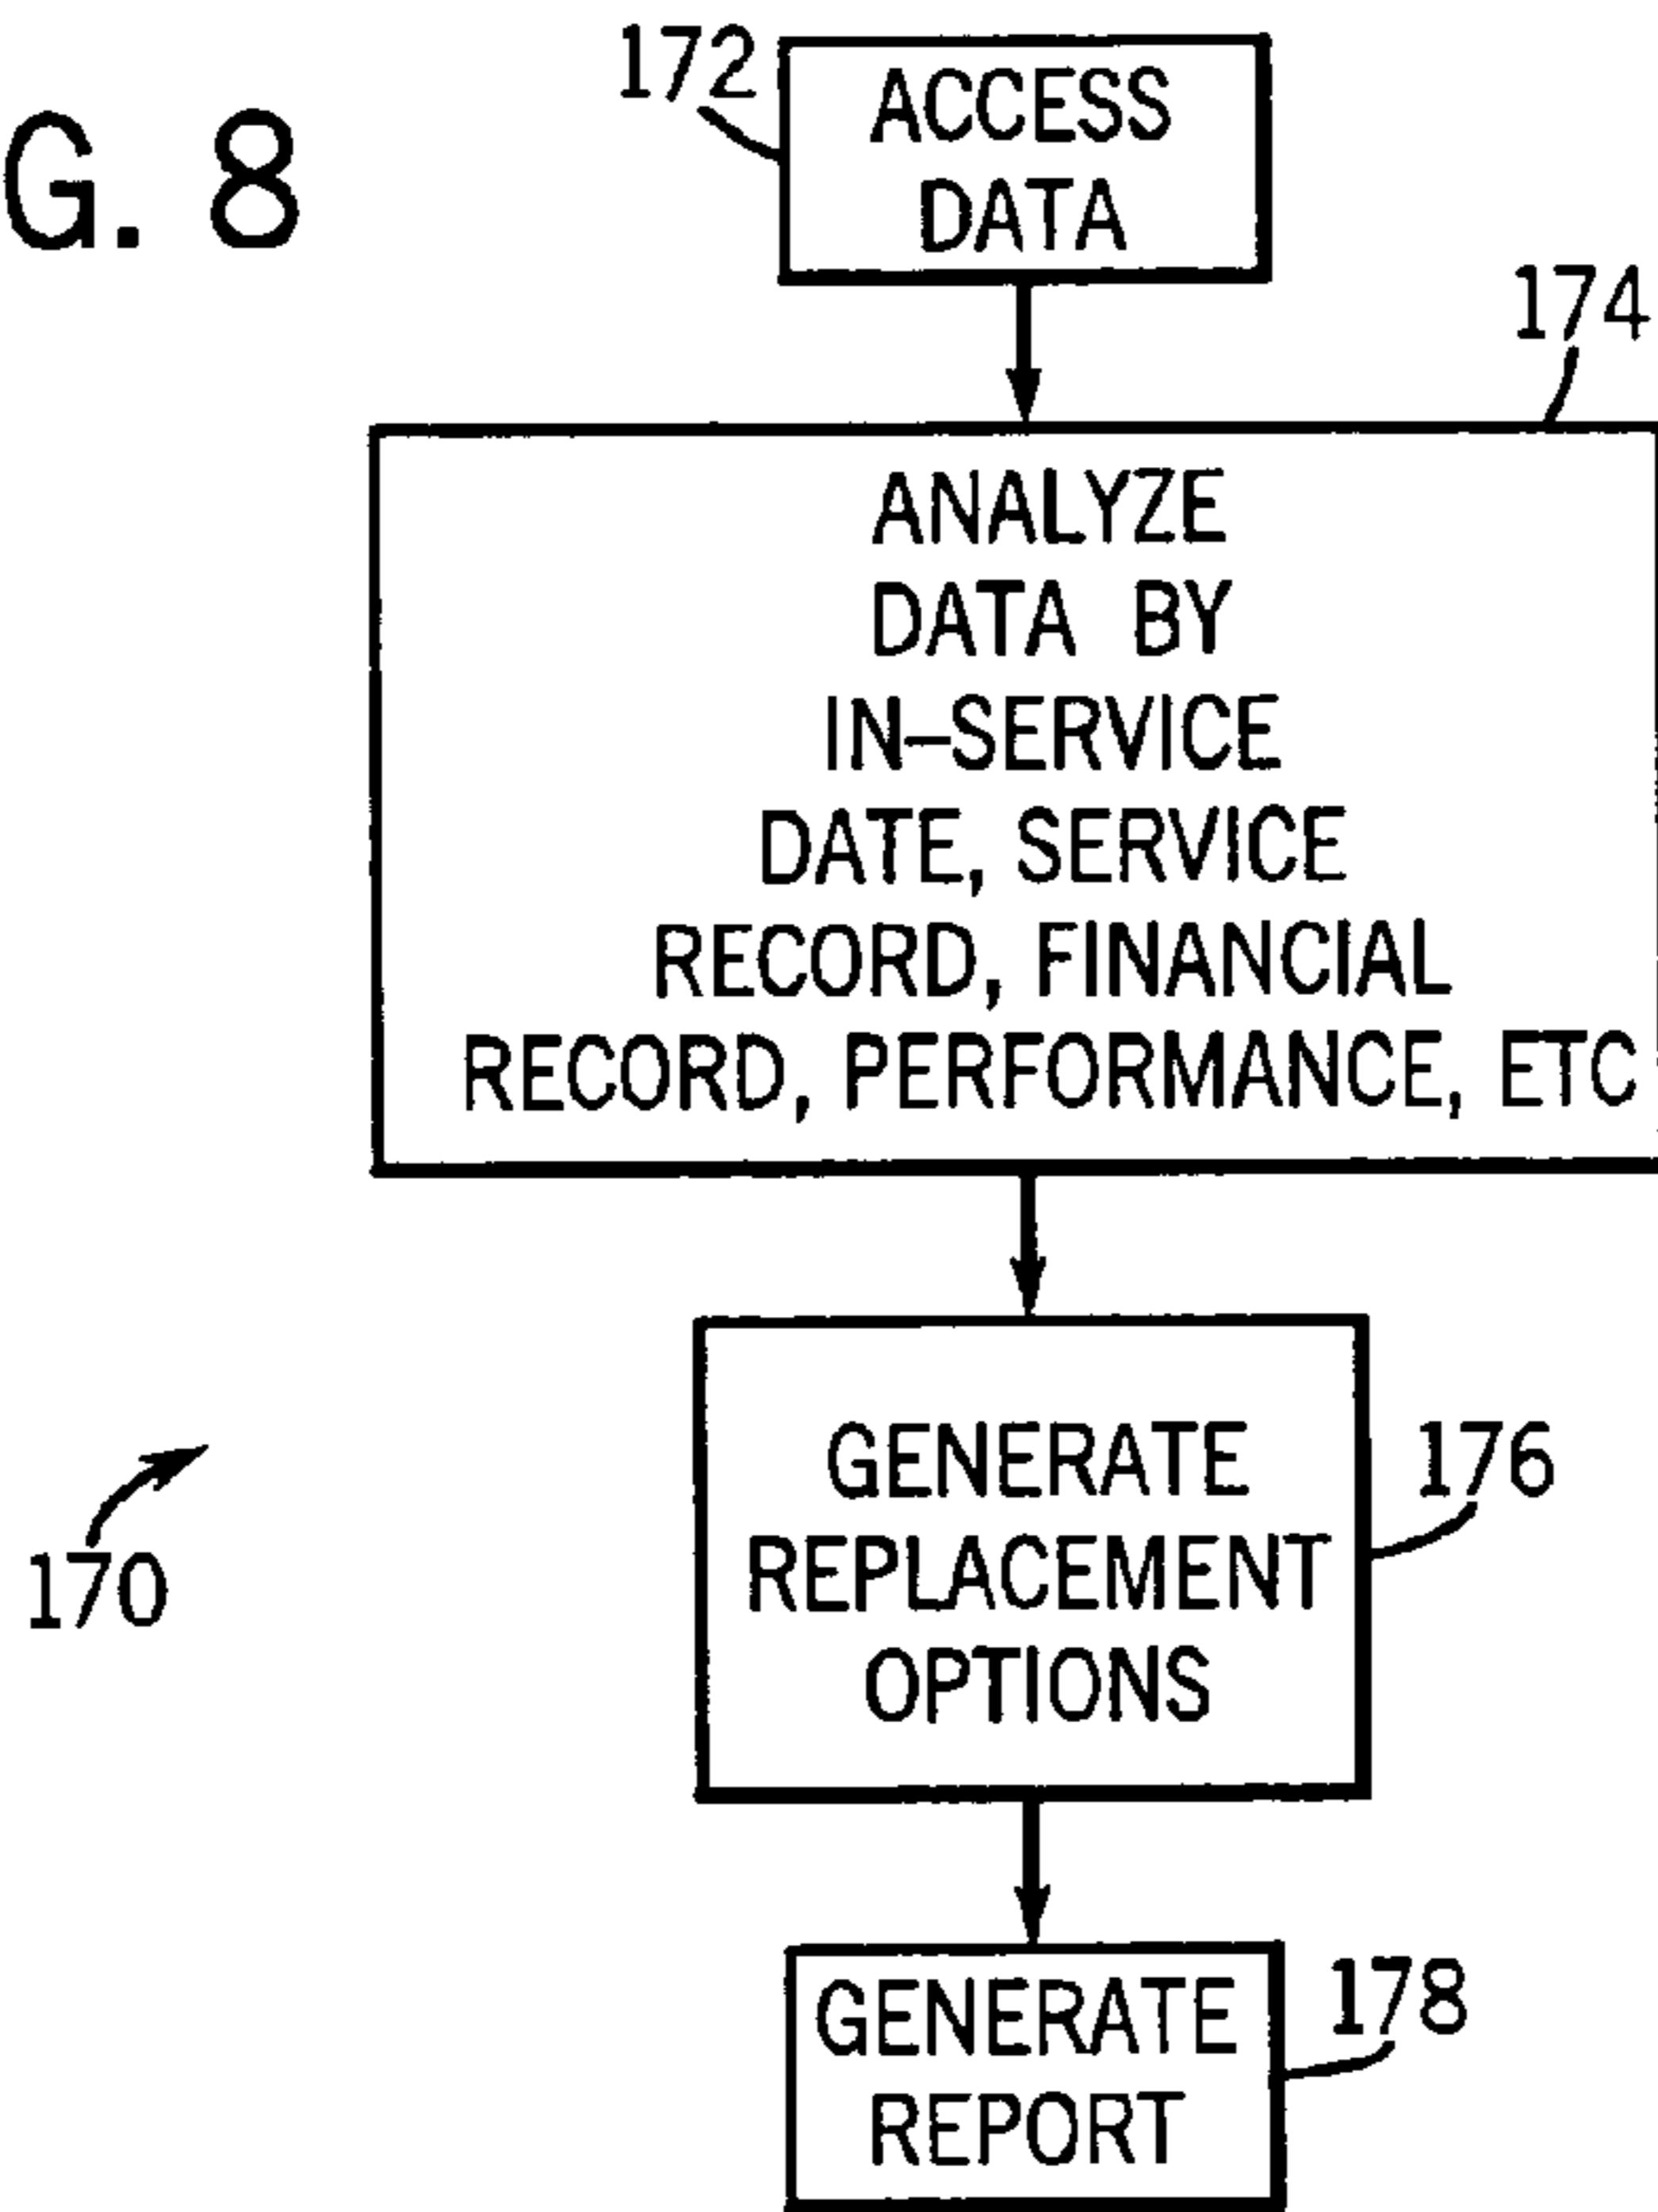 G. 8
172
ACCESS
DATA
174
ANALYZE
DATA BY
IN-SERVICE
DATE, SERVICE
RECORD, FINANCIAL
RECORD, PERFORMANCE, ETC
GENERATE
REPLACEMENT
OPTIONS
176
170
GENERATE
REPORT
178